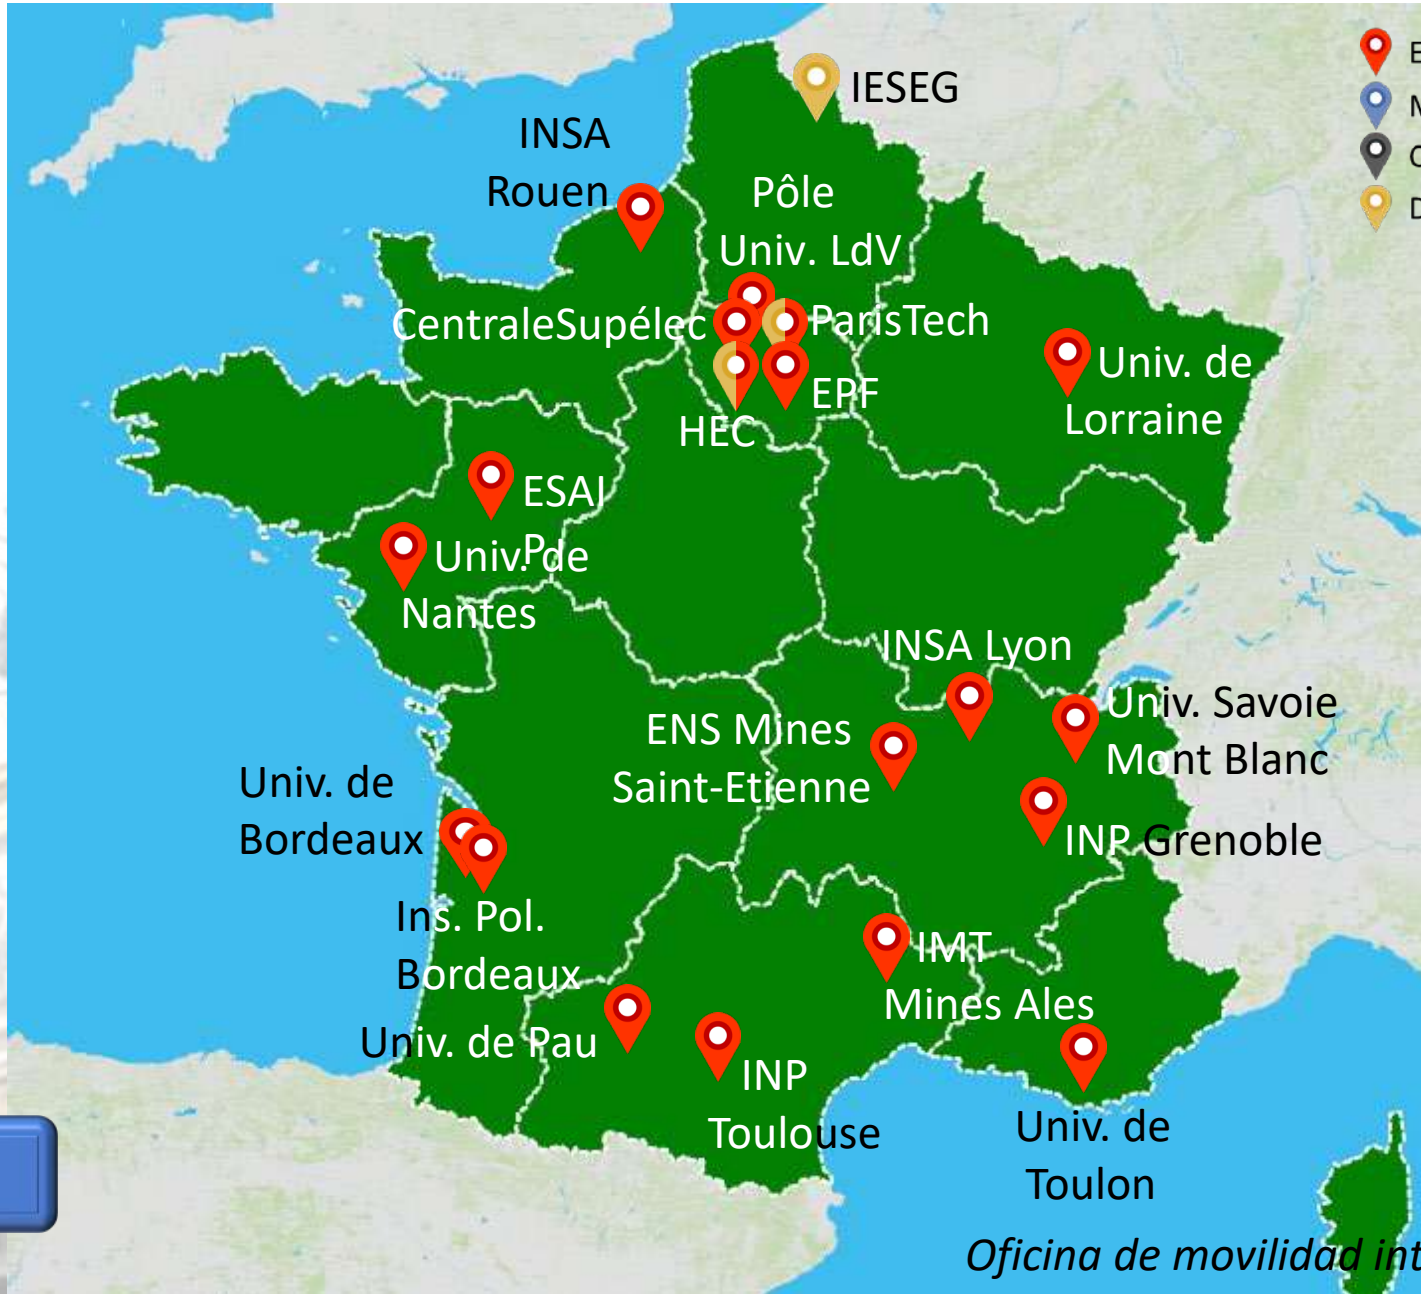 IESEG
E
M
C
D
INSA
Rouen
Pôle
Univ. LdV
CentraleSupélec
ParisTech
EPF
HEC
Univ. de
Lorraine
ESAI
P
Univ. de
Nantes
INSA Lyon
ENS Mines
Saint-Etienne
Univ. Savoie
Mont Blanc
INP Grenoble
Univ. de
Bordeaux
Ins. Pol.
Bordeaux
IMT
Mines Ales
Univ. de Pau
INP
Toulouse
Univ. de
Toulon
Oficina de movilidad int